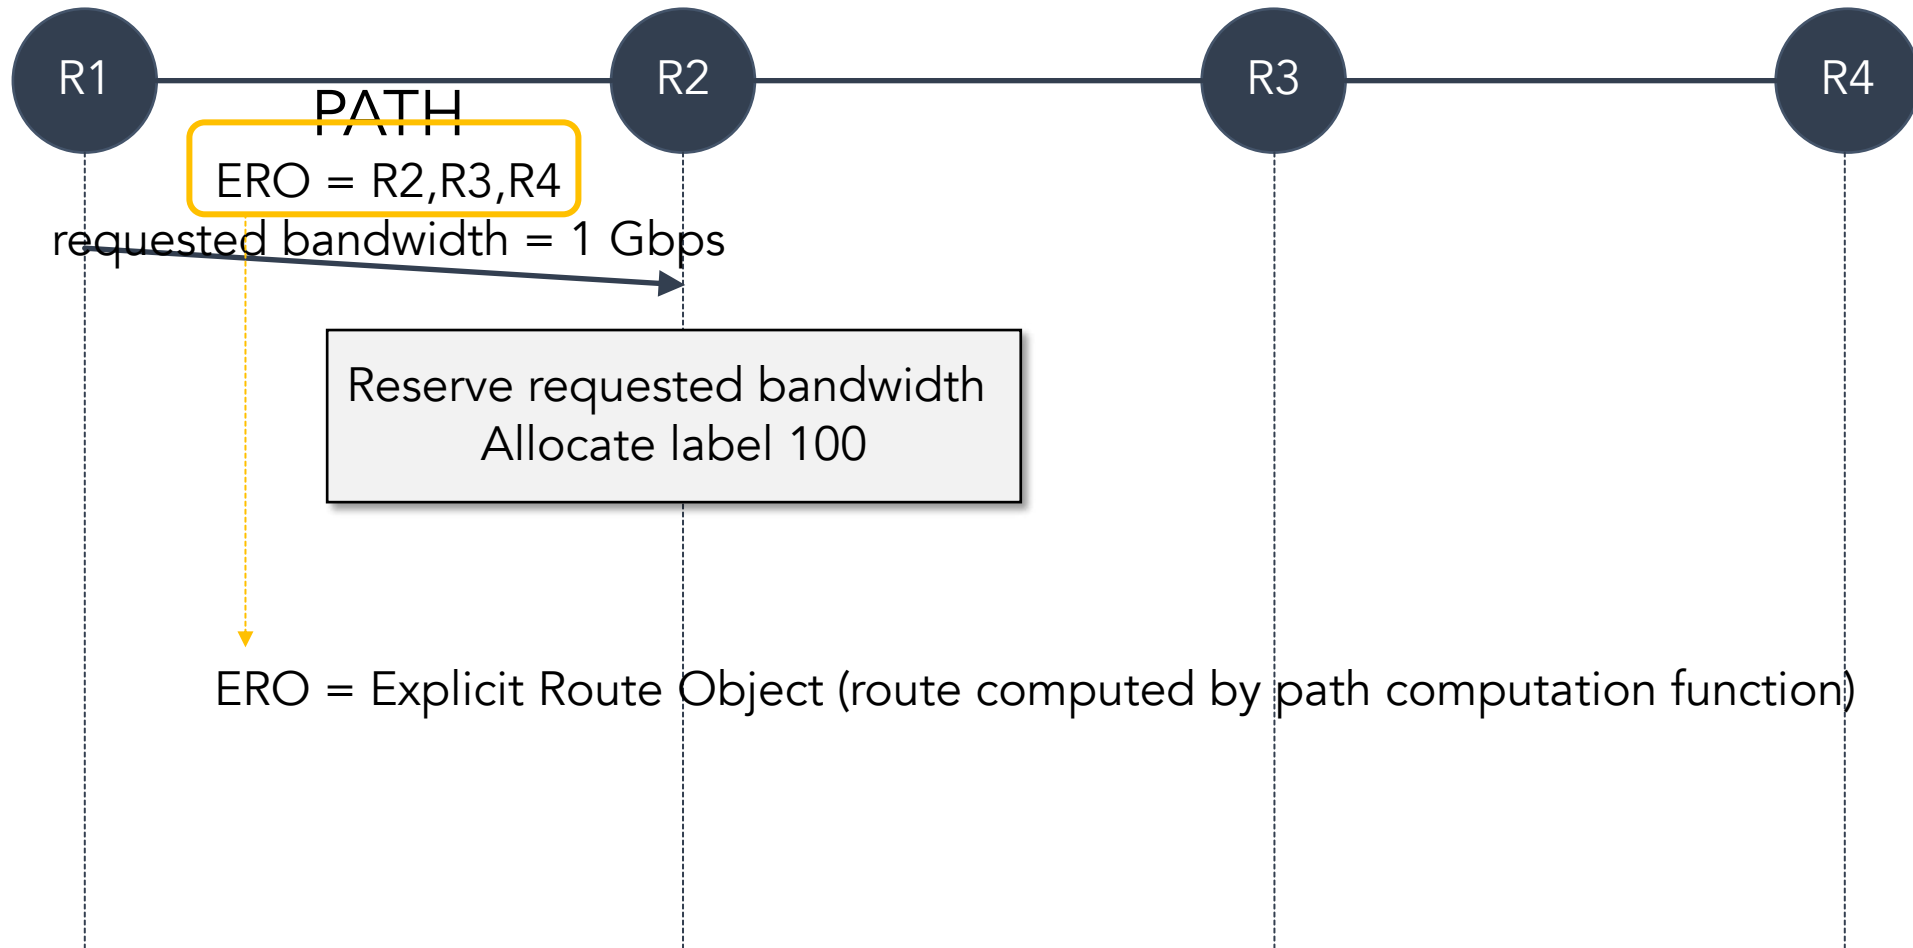 R1
R2
R3
R4
PATH
ERO = R2,R3,R4
requested bandwidth = 1 Gbps
Reserve requested bandwidth
Allocate label 100
ERO = Explicit Route Object (route computed by path computation function)